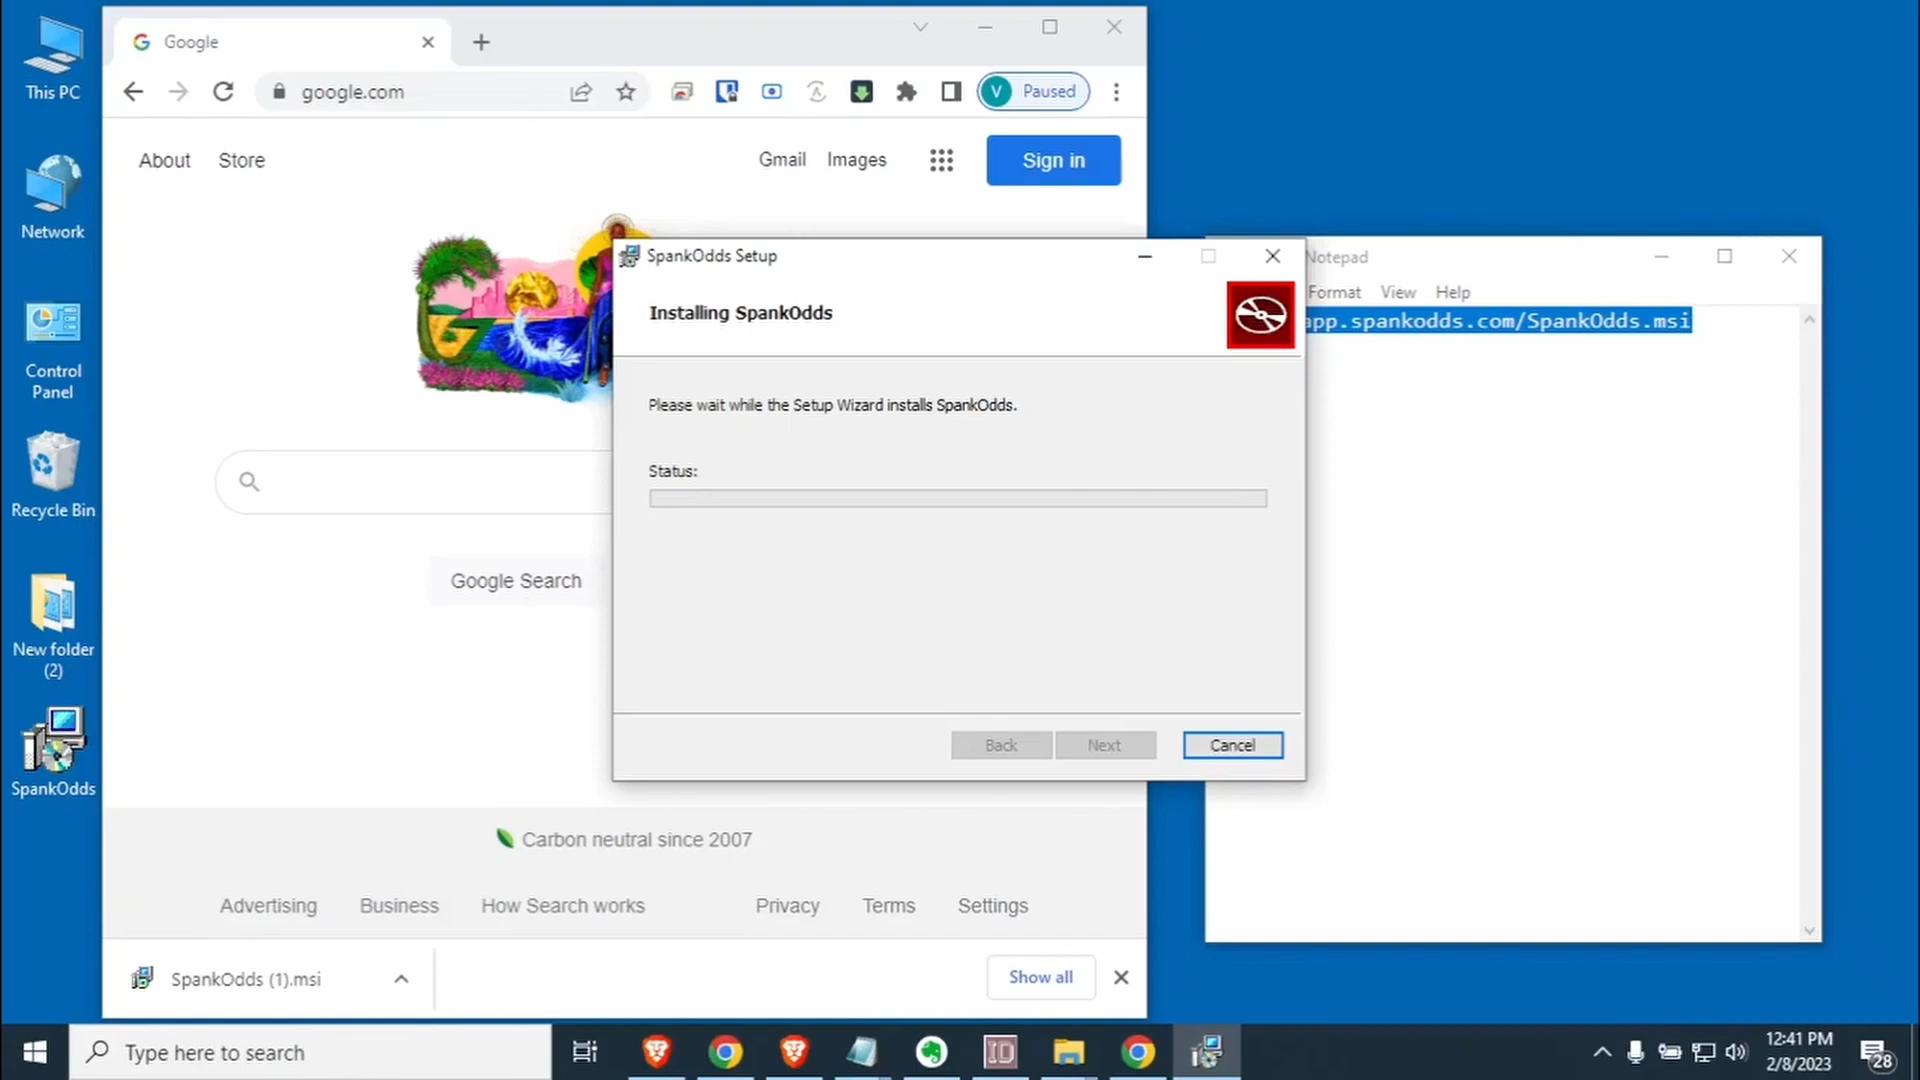 This PC
Network
Control
Panel
Recycle Bin
New folder
(2)
SpankOdds
Google
google.com
V Paused
About Store
Gmail Images
Sign in
Google Search
Carbon neutral since 2007
Advertising Business How Search works
Privacy Terms Settings
SpankOdds (1).msi
Show all
SpankOdds Setup
Installing SpankOdds
Please wait while the Setup Wizard installs SpankOdds.
Status:
Back Next Cancel
Notepad
Format View Help
app.spankodds.com/SpankOdds.msi
Type here to search
ID
12:41 PM
2/8/2023
28